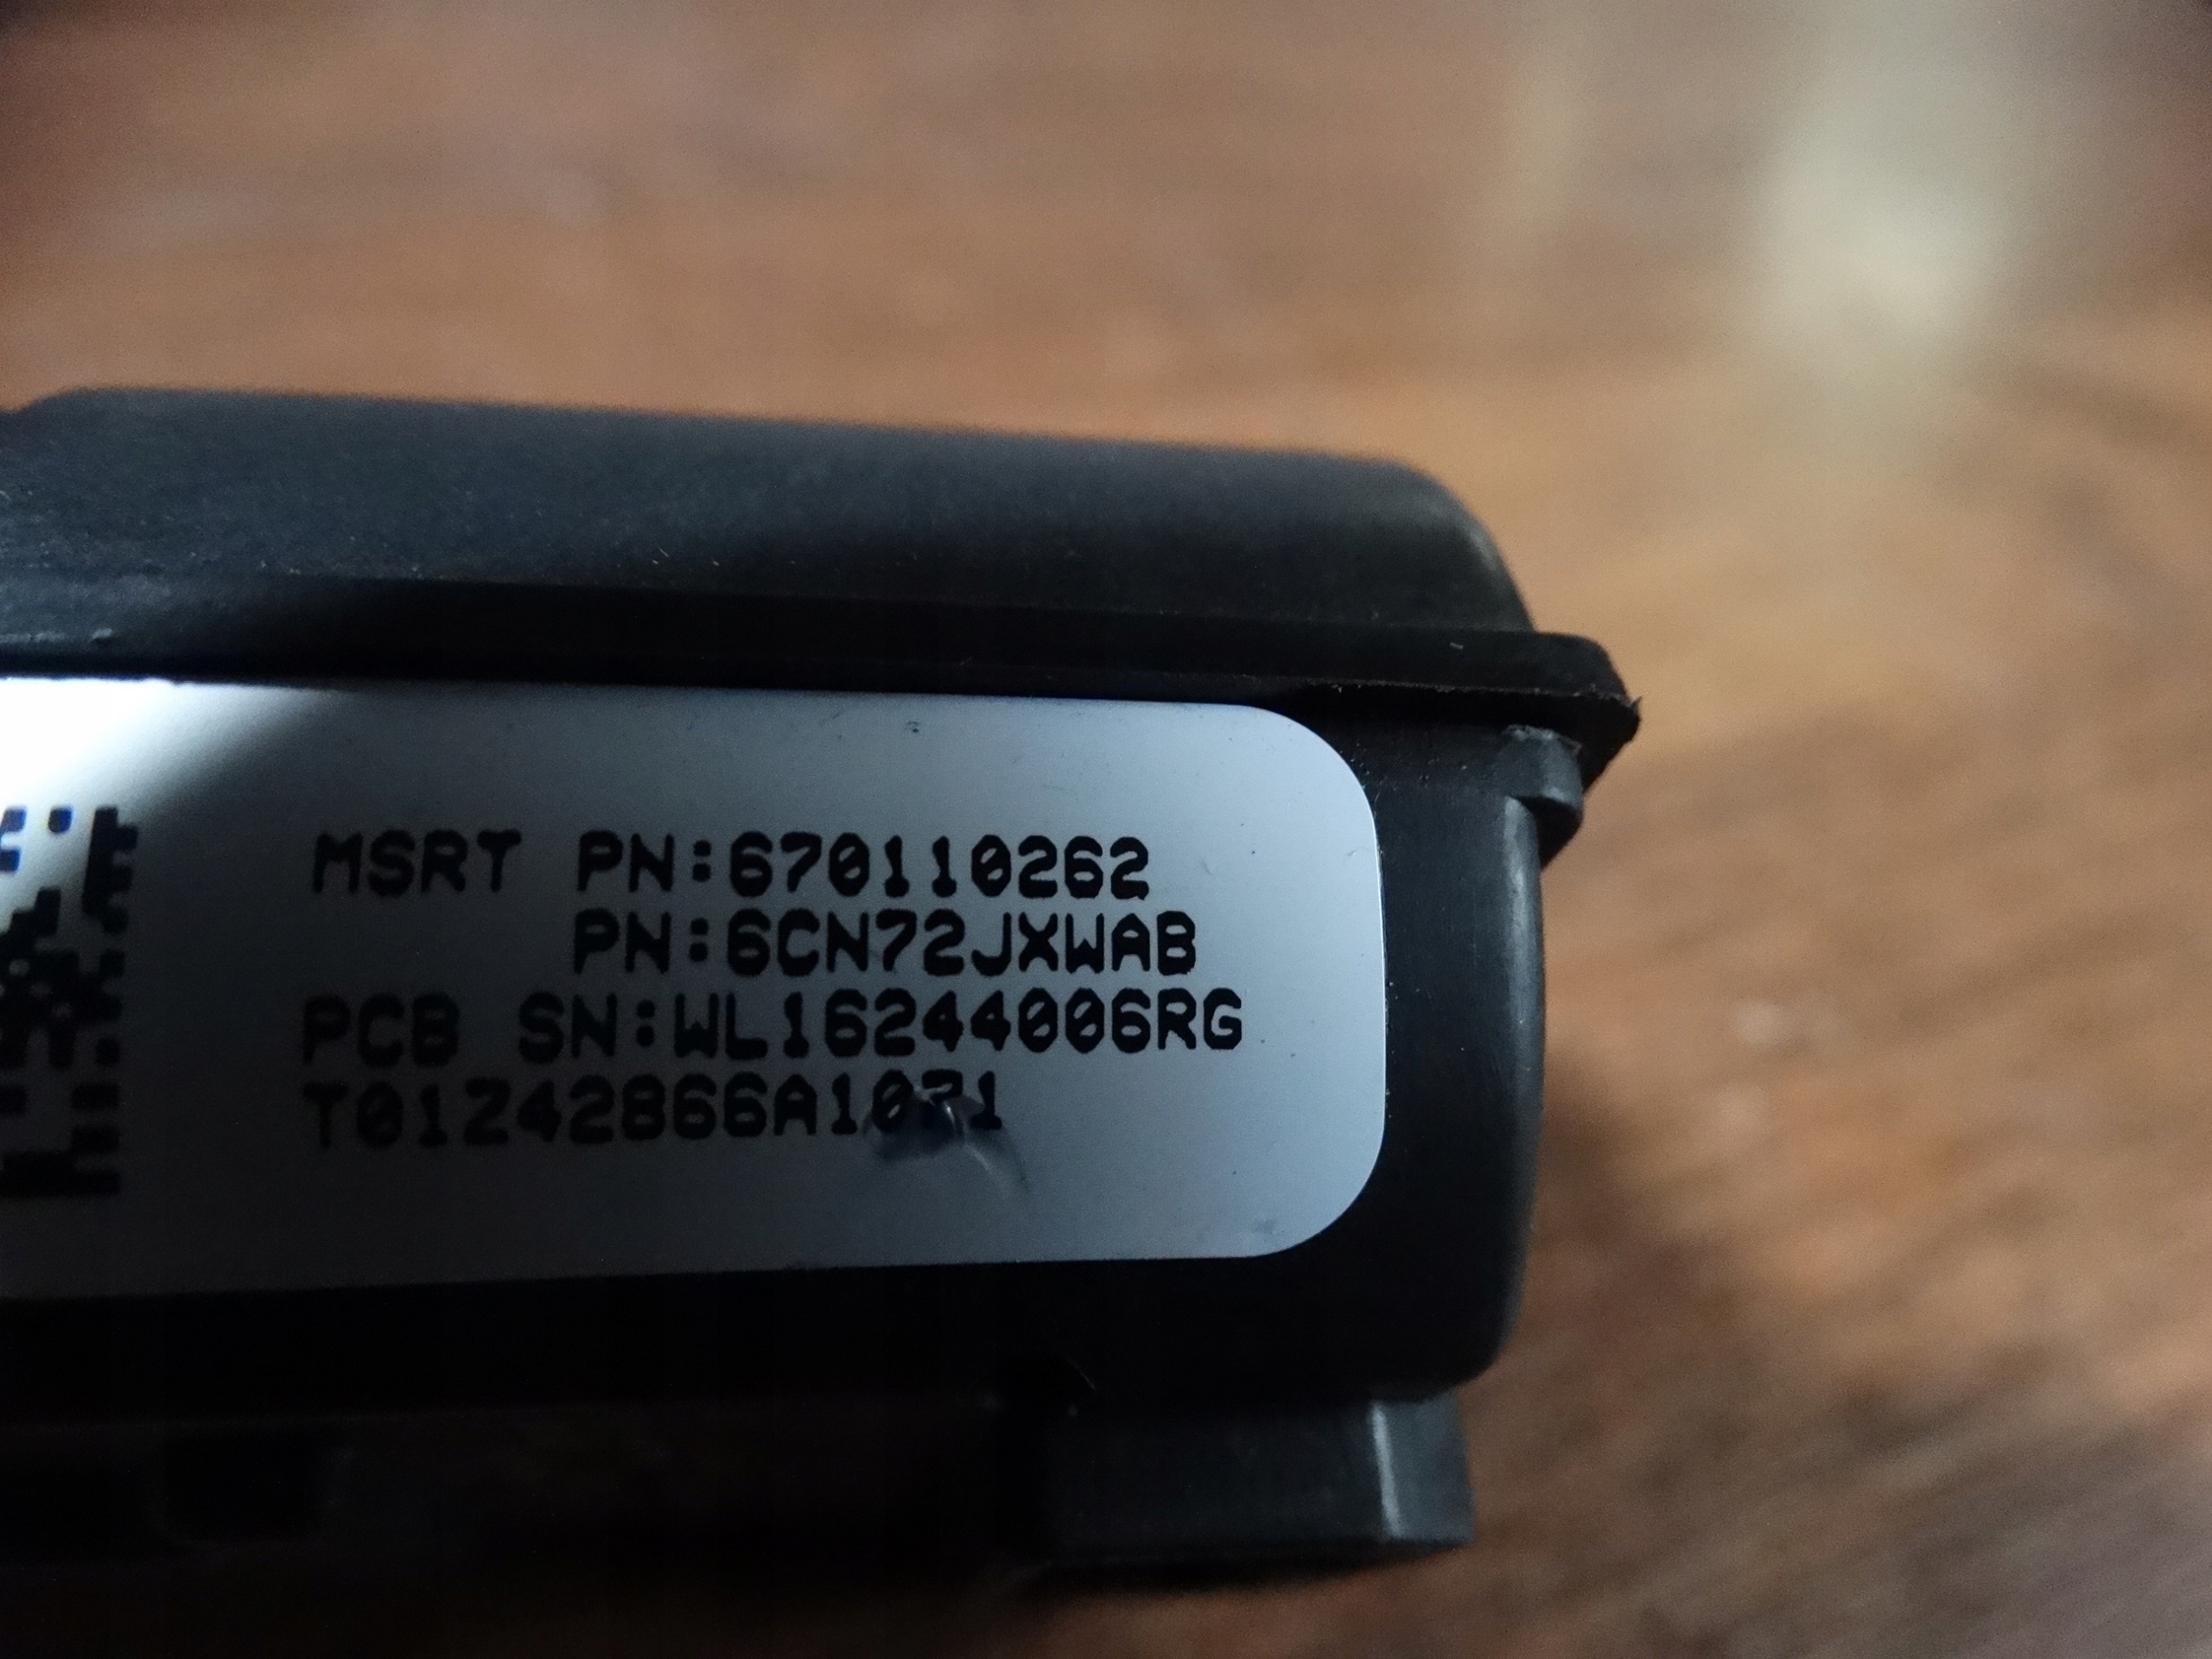 MSRT PN:670110262
PN:6CN72JXWAB
PCB SN:WL16244006RG